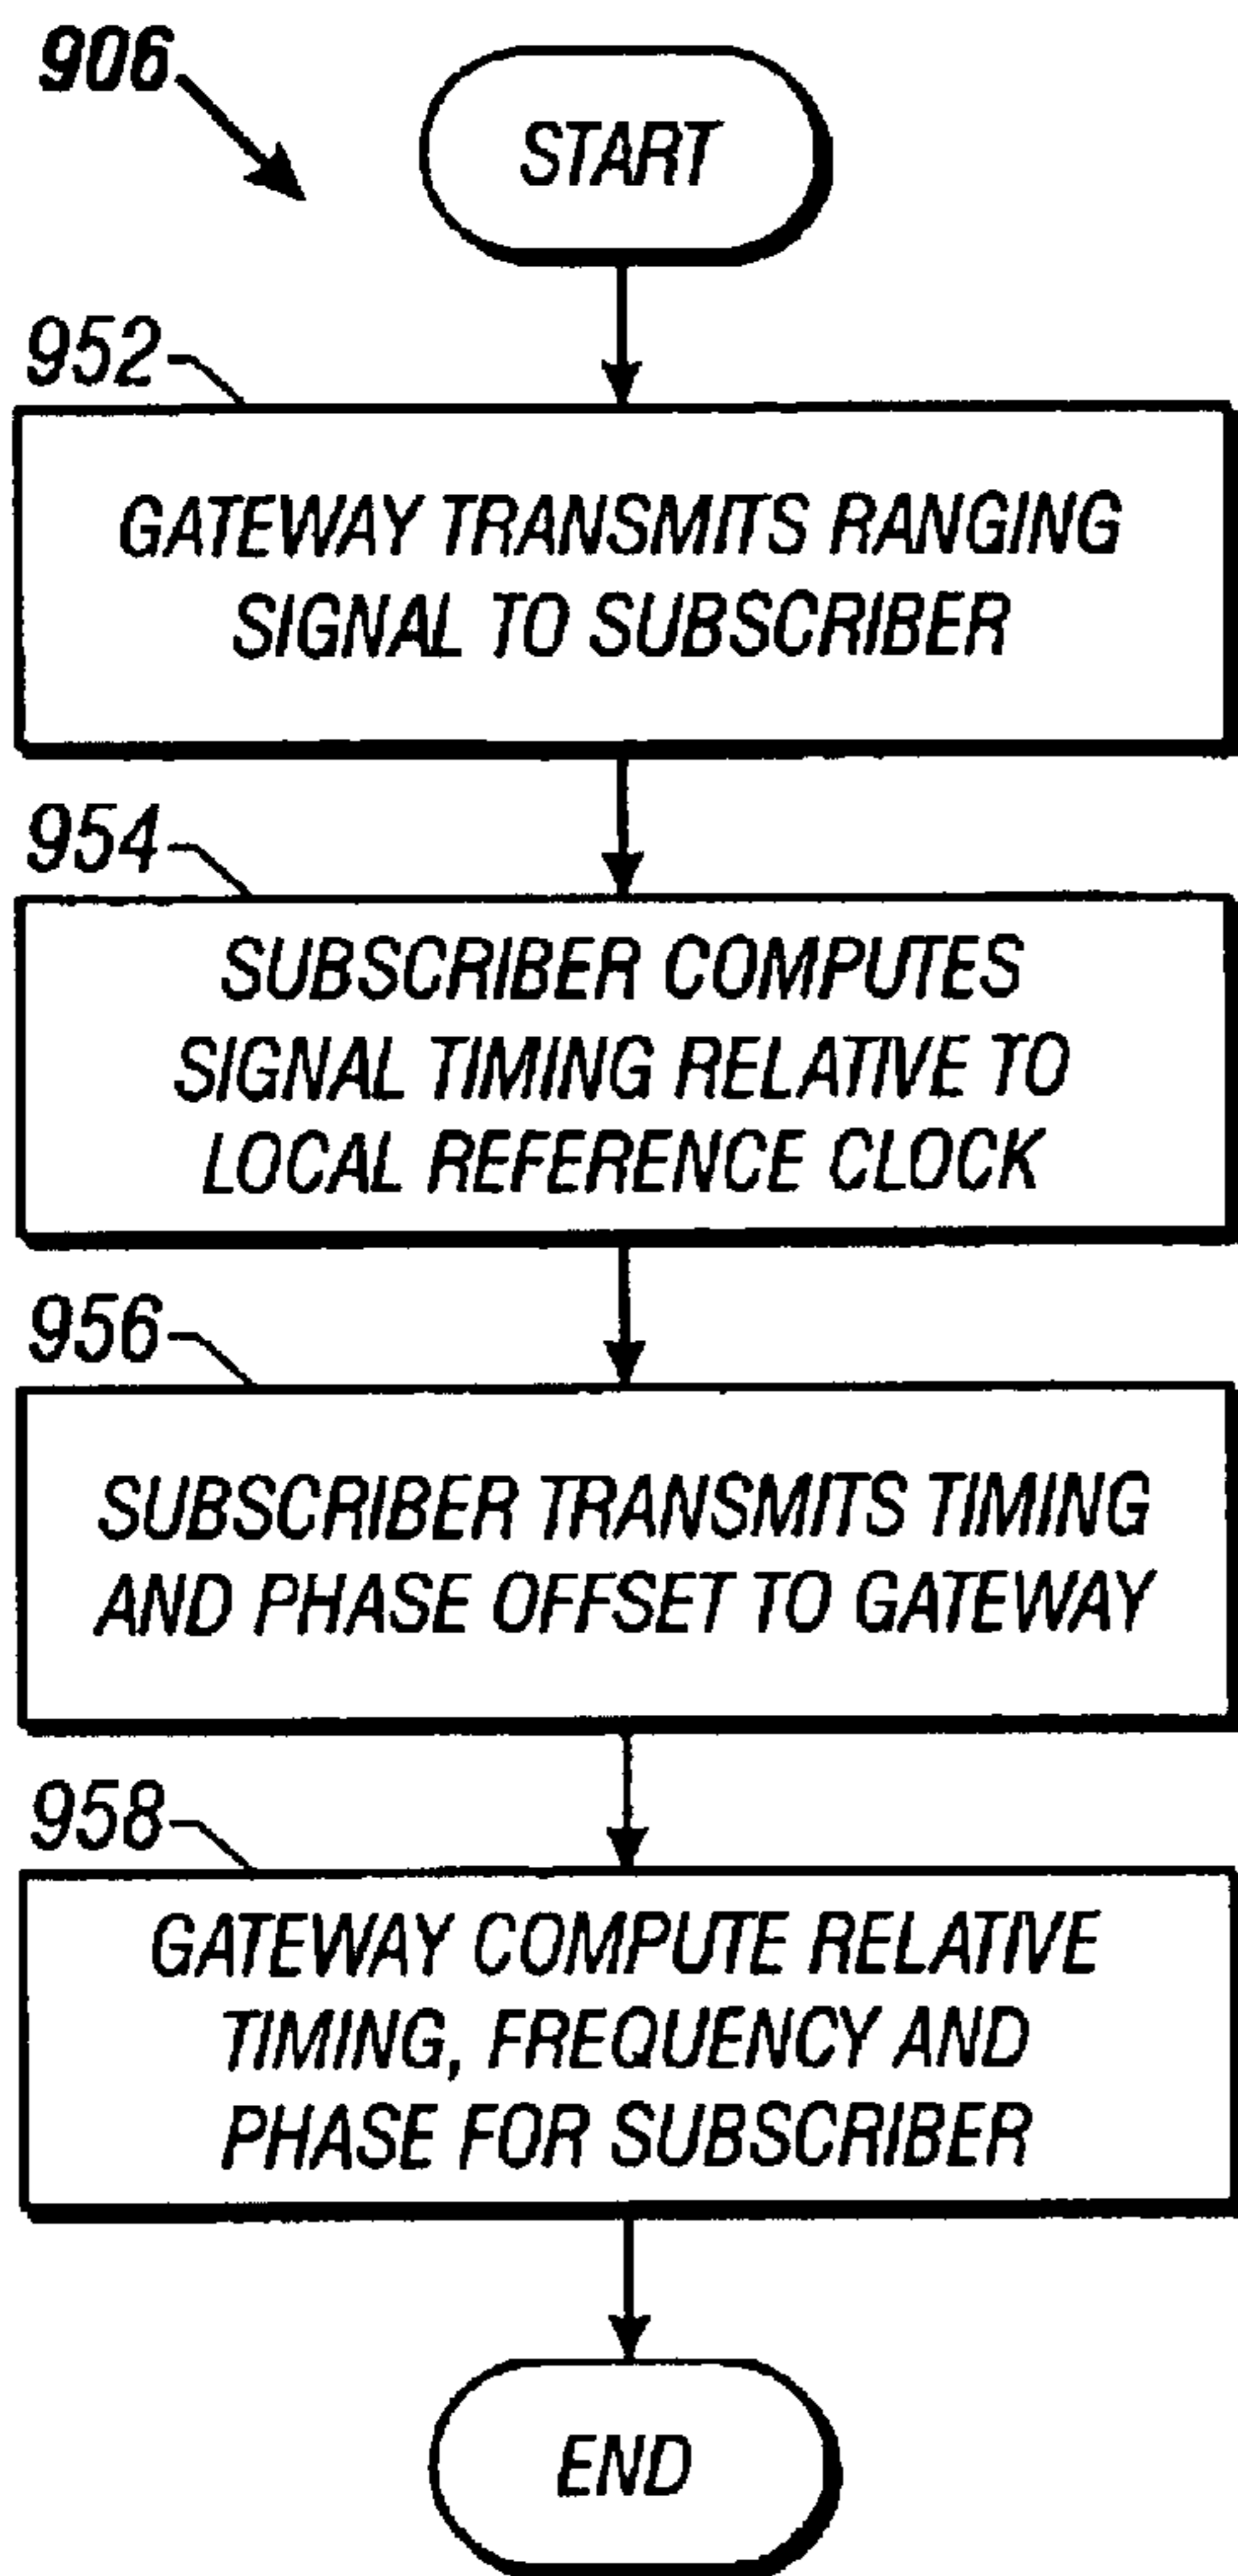 906
START
952
GATEWAY TRANSMITS RANGING
SIGNAL TO SUBSCRIBER
954
SUBSCRIBER COMPUTES
SIGNAL TIMING RELATIVE TO
LOCAL REFERENCE CLOCK
956
SUBSCRIBER TRANSMITS TIMING
AND PHASE OFFSET TO GATEWAY
958
GATEWAY COMPUTE RELATIVE
TIMING, FREQUENCY AND
PHASE FOR SUBSCRIBER
END